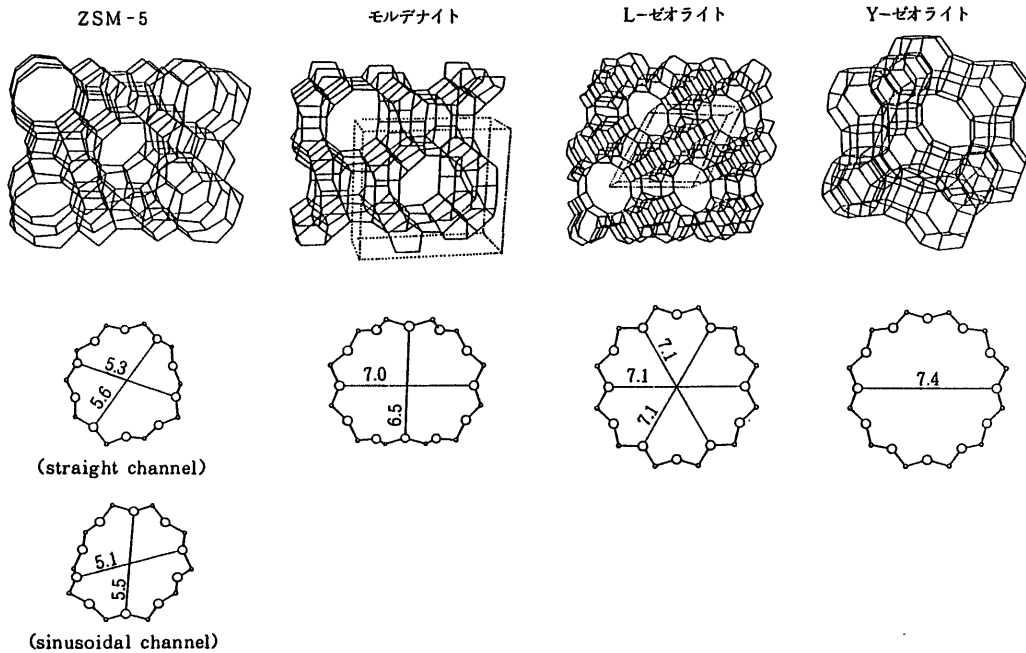 ZSM-5
モルデナイト
L-ゼオライト
Y-ゼオライト
5.3
5.6
7.0
6.5
7.1
7.1
7.1
7.4
(straight channel)
5.1
5.5
(sinusoidal channel)